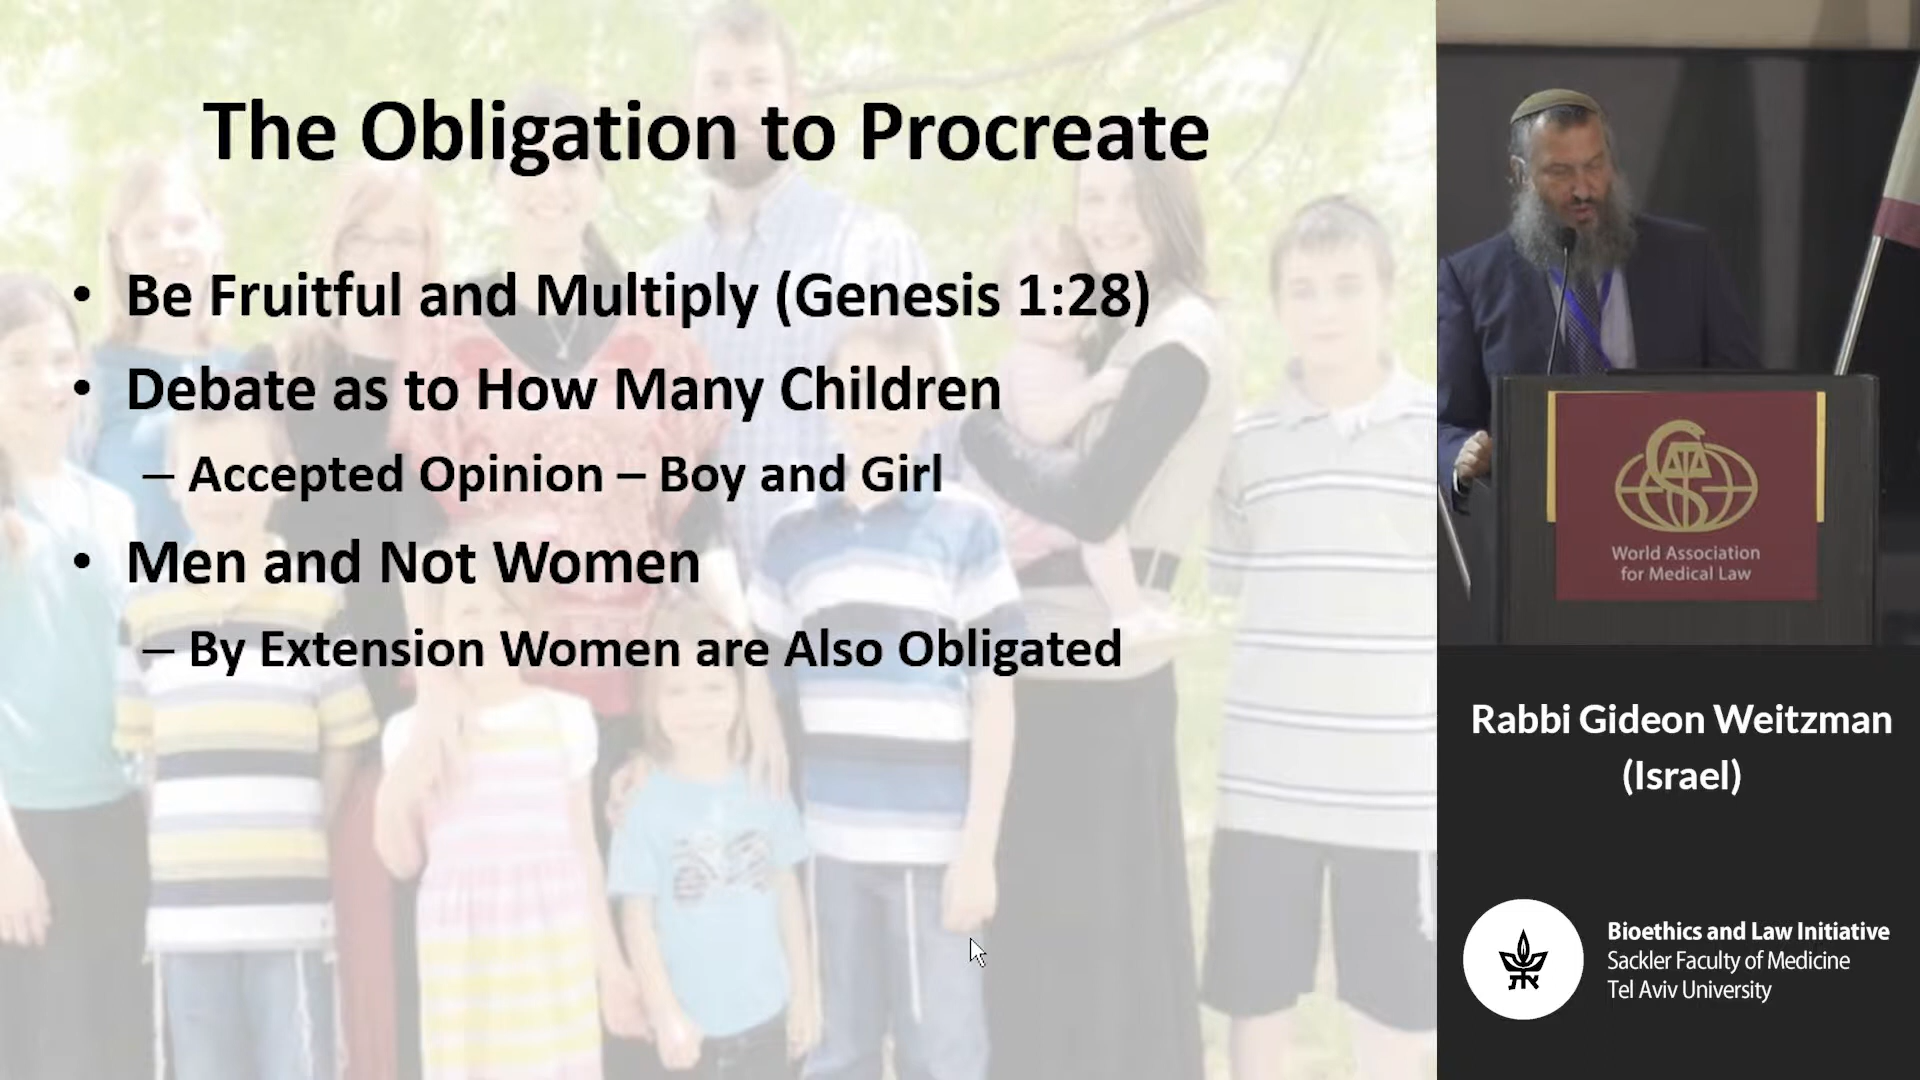 The Obligation to Procreate
• Be Fruitful and Multiply (Genesis 1:28)
• Debate as to How Many Children
– Accepted Opinion – Boy and Girl
• Men and Not Women
– By Extension Women are Also Obligated
World Association
for Medical Law
Rabbi Gideon Weitzman
(Israel)
Bioethics and Law Initiative
Sackler Faculty of Medicine
Tel Aviv University